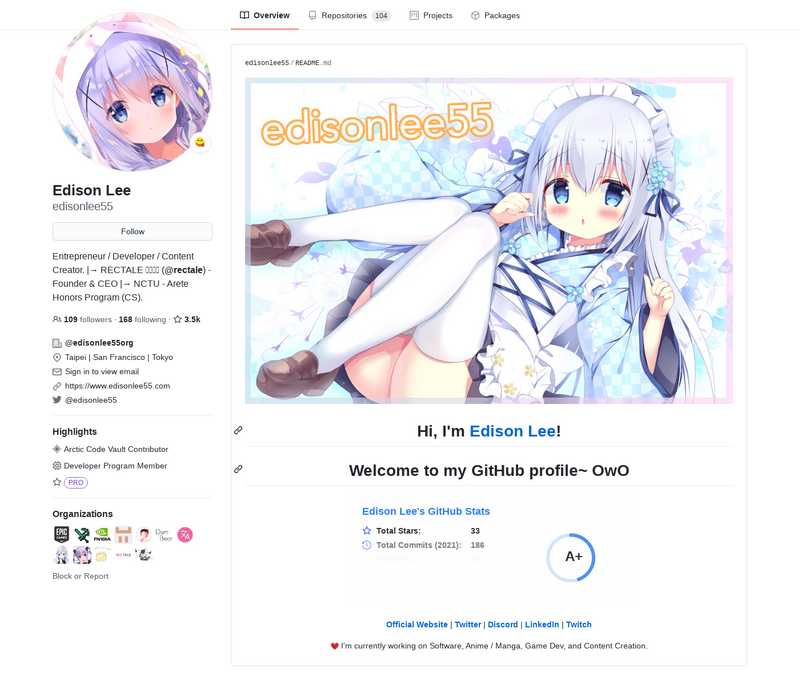 Overview
Repositories 104
Projects
Packages
Edison Lee
edisonlee55
Follow
Entrepreneur / Developer / Content
Creator. |→ RECTALE (@rectale) -
Founder & CEO |→ NCTU - Arete
Honors Program (CS).
109 followers · 168 following · 3.5k
@edisonlee55org
Taipei | San Francisco | Tokyo
Sign in to view email
https://www.edisonlee55.com
@edisonlee55
Highlights
Arctic Code Vault Contributor
Developer Program Member
PRO
Organizations
EPIC GAMES
NVIDIA
Block or Report
edisonlee55 / README.md
edisonlee55
Hi, I'm Edison Lee!
Welcome to my GitHub profile~ OwO
Edison Lee's GitHub Stats
Total Stars: 33
Total Commits (2021): 186
A+
Official Website | Twitter | Discord | LinkedIn | Twitch
I'm currently working on Software, Anime / Manga, Game Dev, and Content Creation.